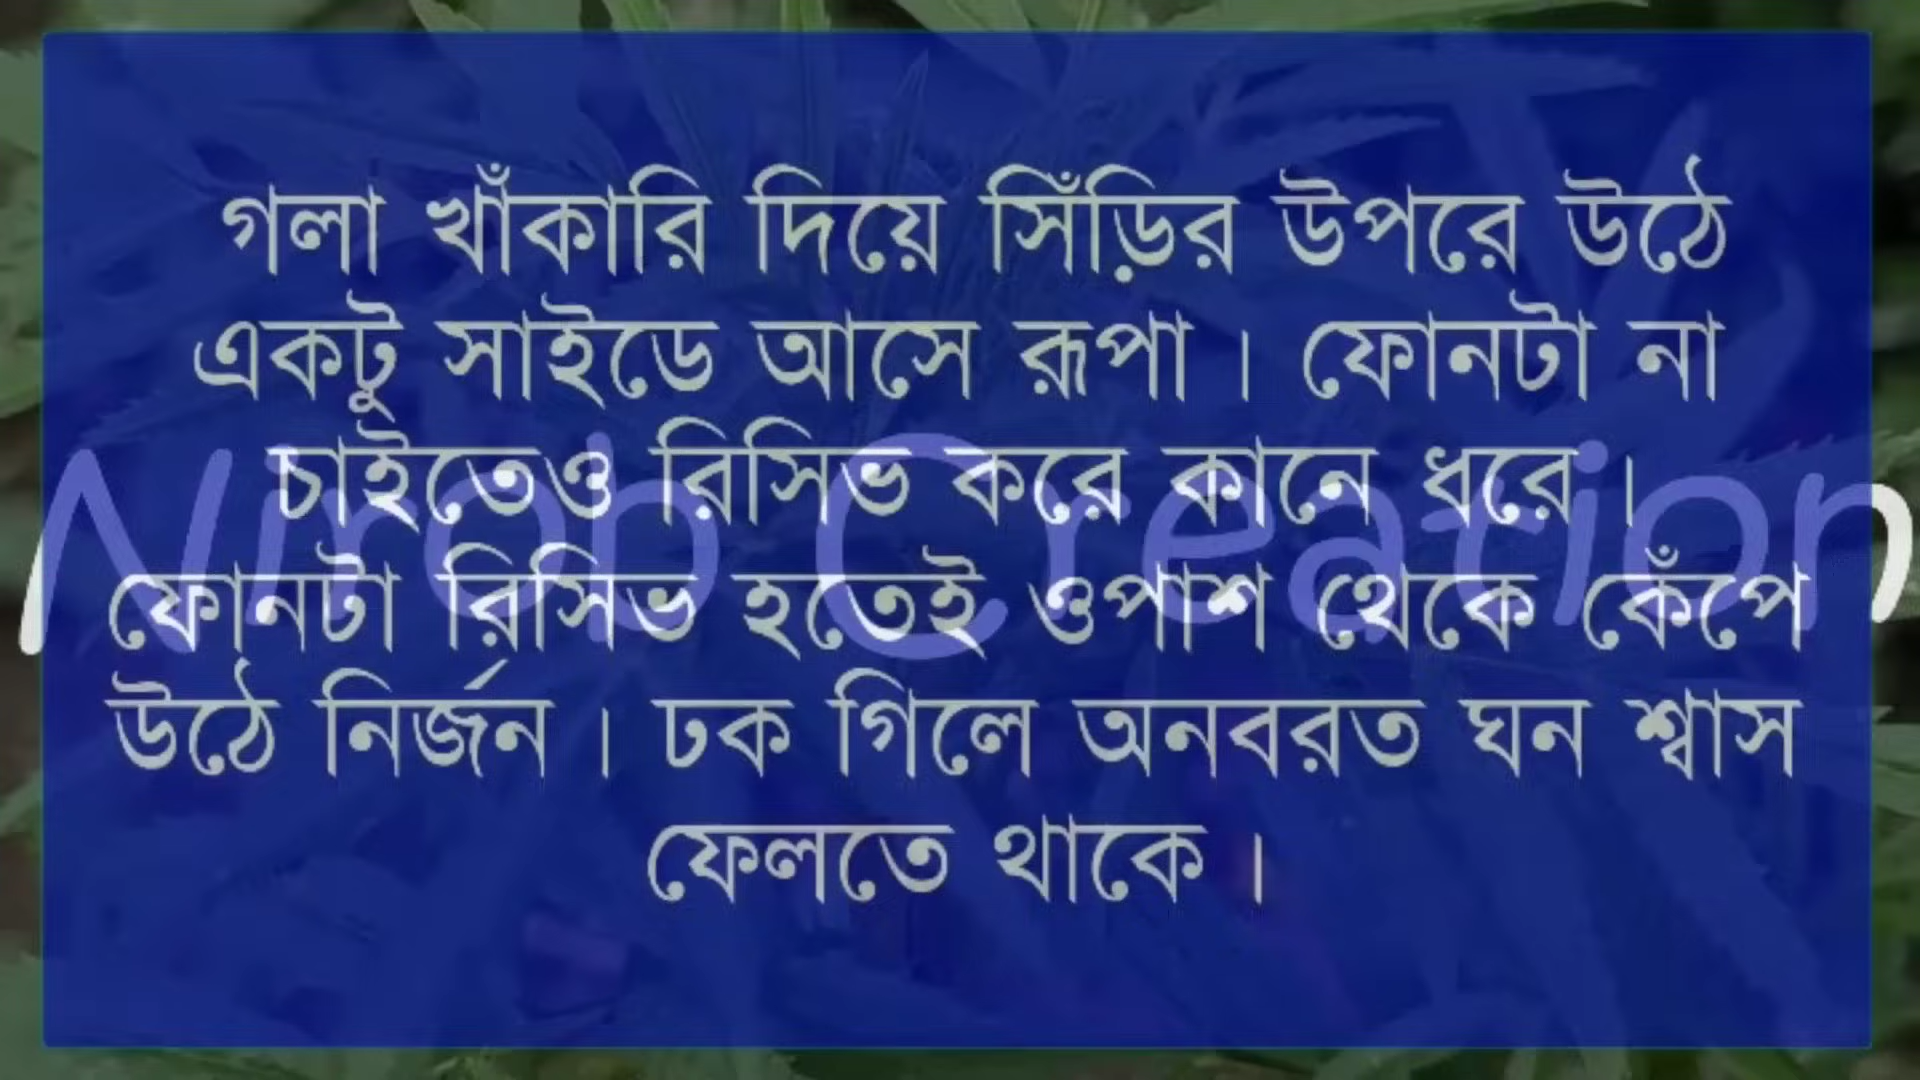 গলা খাঁকারি দিয়ে সিঁড়ির উপরে উঠে
একটু সাইডে আসে রূপা । ফোনটা না
চাইতেও রিসিভ করে কানে ধরে ।
Nirob Creation
ফোনটা রিসিভ হতেই ওপাশ থেকে কেঁপে
উঠে নির্জন । ঢক গিলে অনবরত ঘন শ্বাস
ফেলতে থাকে ।